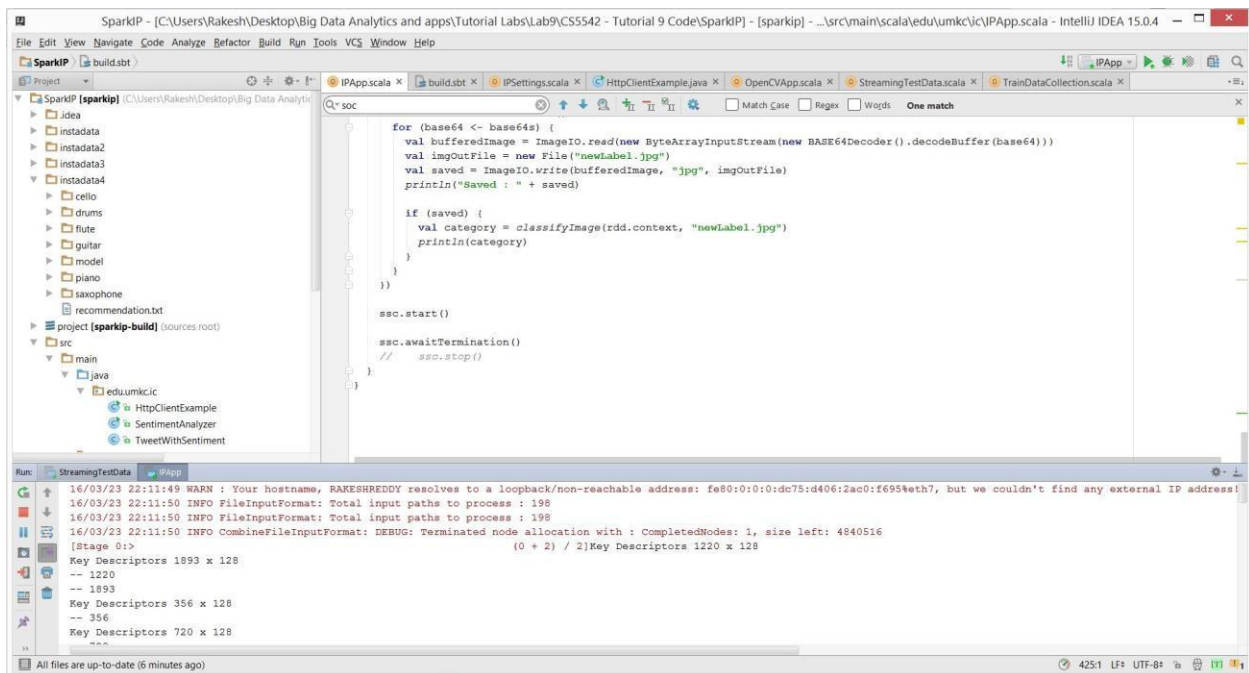 SparkIP - [C:\Users\Rakesh\Desktop\Big Data Analytics and apps\Tutorial Labs\Lab9\CS5542 - Tutorial 9 Code\SparkIP] - [sparkip] - ...\src\main\scala\edu\umkc\ic\IPApp.scala - IntelliJ IDEA 15.0.4
File Edit View Navigate Code Analyze Refactor Build Run Tools VCS Window Help
SparkIP build.sbt IPApp
Project IPApp.scala build.sbt IPSettings.scala HttpClientExample.java OpenCVApp.scala StreamingTestData.scala TrainDataCollection.scala
soc Match Case Regex Words One match
SparkIP [sparkip] (C:\Users\Rakesh\Desktop\Big Data Analytic
.idea
instadata
instadata2
instadata3
instadata4
cello
drums
flute
guitar
model
piano
saxophone
recommendation.txt
project [sparkip-build] (sources root)
src
main
java
edu.umkc.ic
HttpClientExample
SentimentAnalyzer
TweetWithSentiment
for (base64 <- base64s) {
val bufferedImage = ImageIO.read(new ByteArrayInputStream(new BASE64Decoder().decodeBuffer(base64)))
val imgOutFile = new File("newLabel.jpg")
val saved = ImageIO.write(bufferedImage, "jpg", imgOutFile)
println("Saved : " + saved)
if (saved) {
val category = classifyImage(rdd.context, "newLabel.jpg")
println(category)
}
}
})
ssc.start()
ssc.awaitTermination()
// ssc.stop()
}
}
Run: StreamingTestData IPApp
16/03/23 22:11:49 WARN : Your hostname, RAKESHREDDY resolves to a loopback/non-reachable address: fe80:0:0:0:dc75:d406:2ac0:f695%eth7, but we couldn't find any external IP address!
16/03/23 22:11:50 INFO FileInputFormat: Total input paths to process : 198
16/03/23 22:11:50 INFO FileInputFormat: Total input paths to process : 198
16/03/23 22:11:50 INFO CombineFileInputFormat: DEBUG: Terminated node allocation with : CompletedNodes: 1, size left: 4840516
[Stage 0:> (0 + 2) / 2]Key Descriptors 1220 x 128
Key Descriptors 1893 x 128
-- 1220
-- 1893
Key Descriptors 356 x 128
-- 356
Key Descriptors 720 x 128
All files are up-to-date (6 minutes ago) 425:1 LF UTF-8